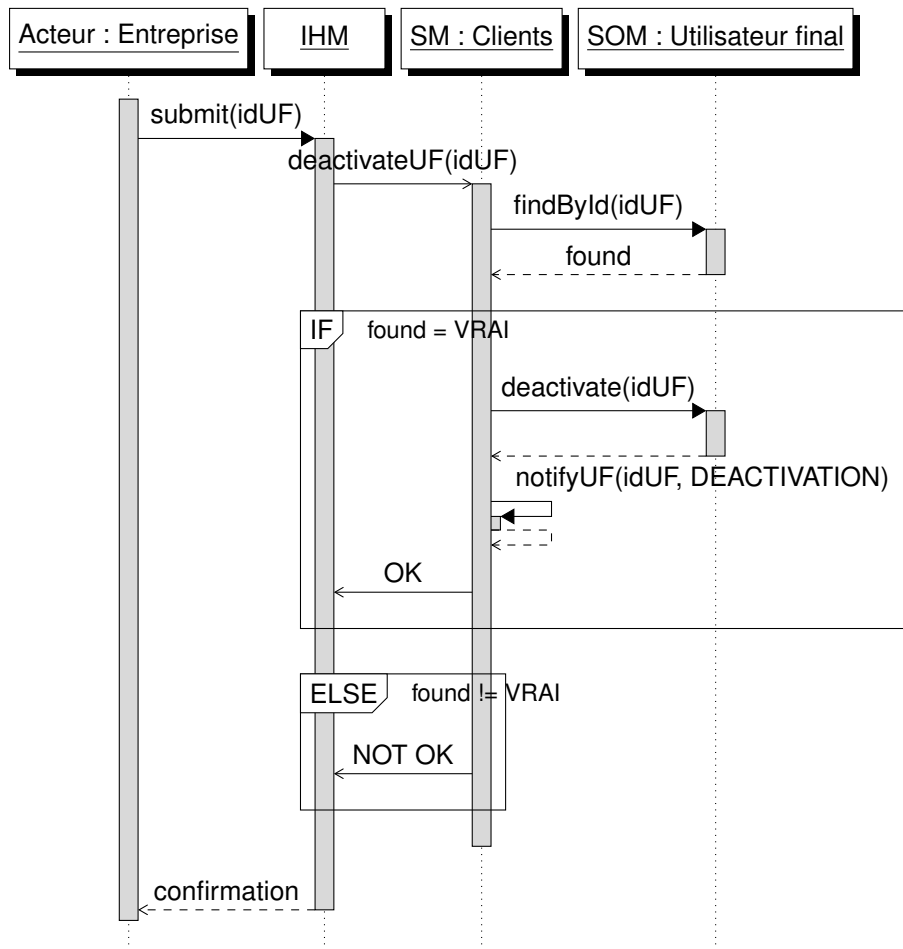 Acteur : Entreprise
IHM
SM : Clients
SOM : Utilisateur final
submit(idUF)
deactivateUF(idUF)
findById(idUF)
found
IF
found = VRAI
deactivate(idUF)
notifyUF(idUF, DEACTIVATION)
OK
ELSE
found != VRAI
NOT OK
confirmation